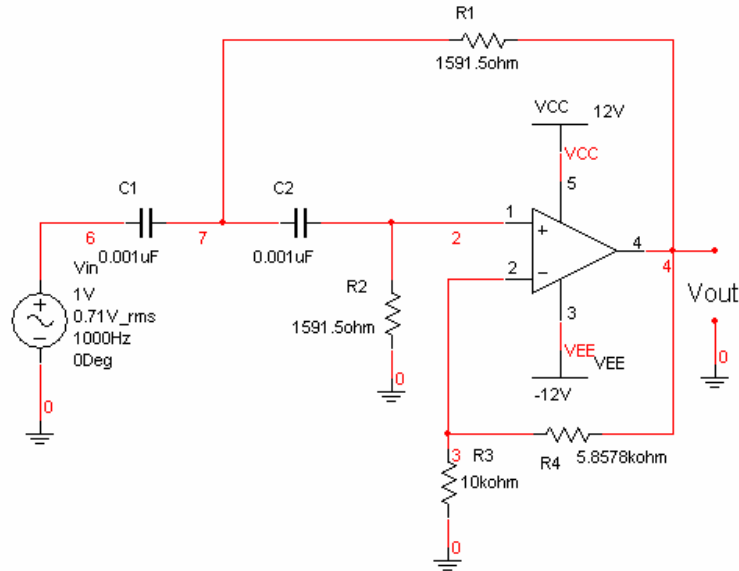 R1
1591.5ohm
VCC 12V
VCC
5
C1
C2
6
7
0.001uF
0.001uF
2
1
+
2
−
4
4
Vin
1V
0.71V_rms
1000Hz
0Deg
+
−
R2
1591.5ohm
3
VEE
VEE
-12V
Vout
0
0
0
3
R3
10kohm
R4
5.8578kohm
0